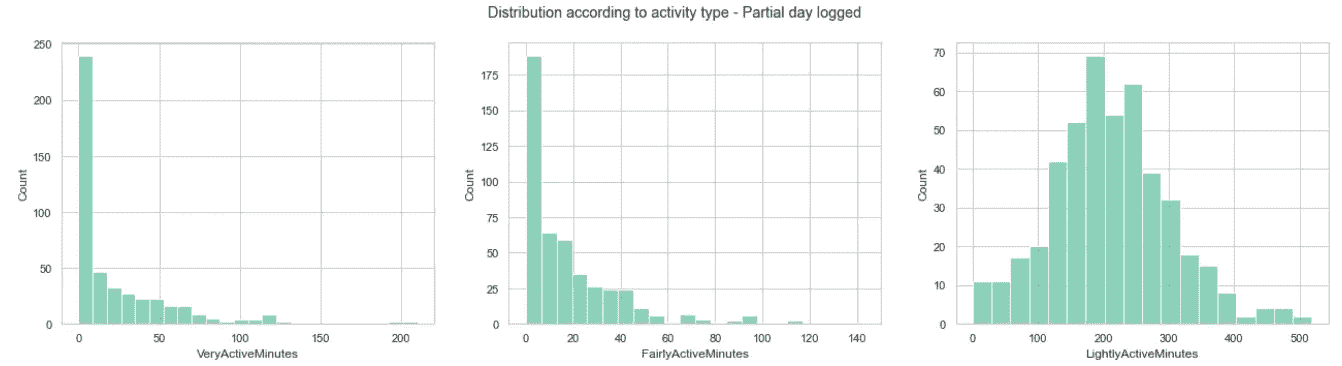 Distribution according to activity type - Partial day logged
250
200
150
100
50
0
Count
0 50 100 150 200
VeryActiveMinutes
175
150
125
100
75
50
25
0
Count
0 20 40 60 80 100 120 140
FairlyActiveMinutes
70
60
50
40
30
20
10
0
Count
0 100 200 300 400 500
LightlyActiveMinutes